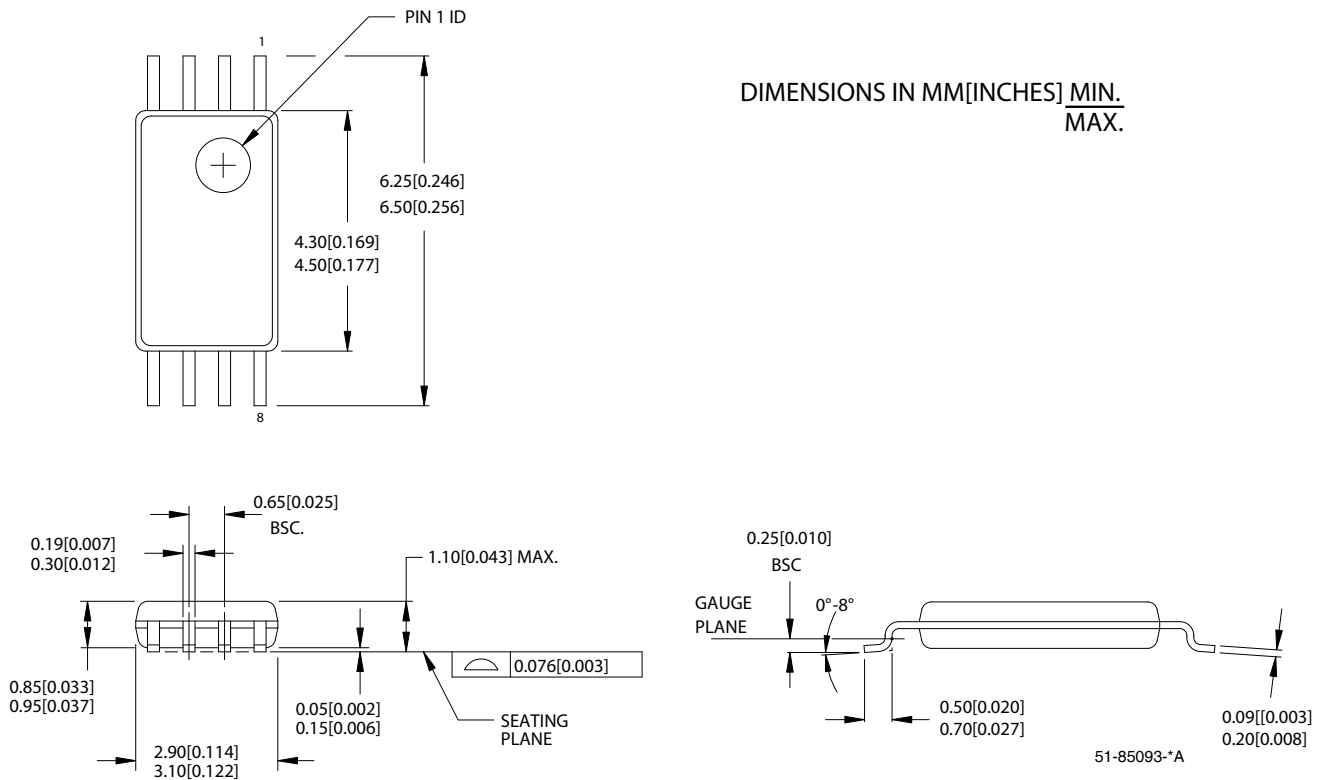 PIN 1 ID
1
DIMENSIONS IN MM[INCHES] MIN.
MAX.
6.25[0.246]
6.50[0.256]
4.30[0.169]
4.50[0.177]
8
0.65[0.025]
BSC.
0.19[0.007]
0.30[0.012]
1.10[0.043] MAX.
0.25[0.010]
BSC
GAUGE
PLANE
0°-8°
0.076[0.003]
0.85[0.033]
0.95[0.037]
0.05[0.002]
0.15[0.006]
SEATING
PLANE
2.90[0.114]
3.10[0.122]
0.50[0.020]
0.70[0.027]
0.09[[0.003]
0.20[0.008]
51-85093-*A